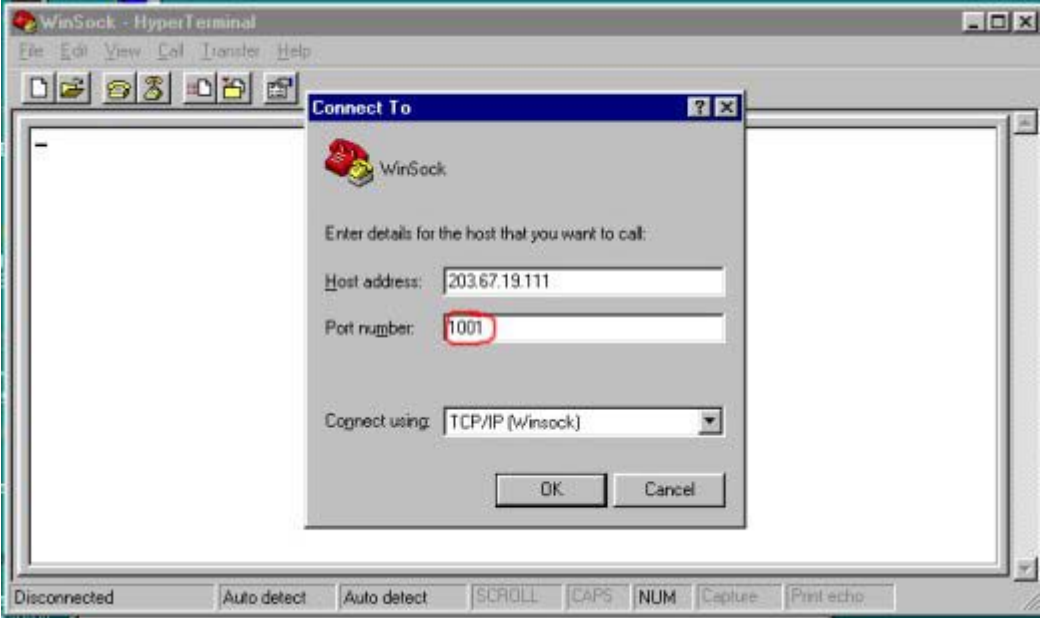 WinSock - HyperTerminal
File Edit View Call Transfer Help
Connect To
WinSock
Enter details for the host that you want to call:
Host address: 203.67.19.111
Port number: 1001
Connect using: TCP/IP (Winsock)
OK Cancel
Disconnected Auto detect Auto detect SCROLL CAPS NUM Capture Print echo